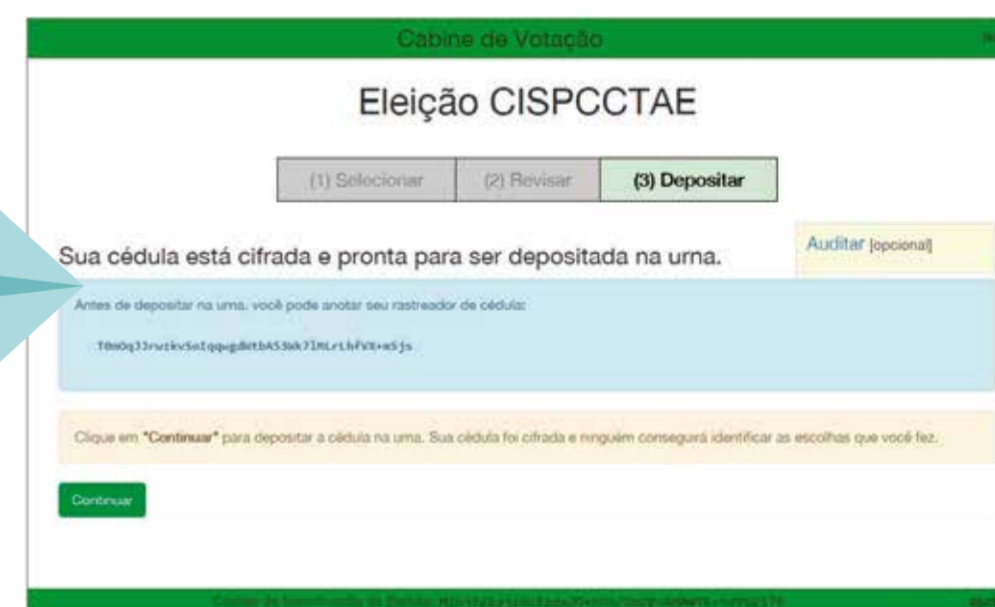 Cabine de Votação
Eleição CISPCCTAE
(1) Selecionar (2) Revisar (3) Depositar
Auditar [opcional]
Sua cédula está cifrada e pronta para ser depositada na urna.
Antes de depositar na urna, você pode anotar seu rastreador de cédula:
Clique em "Continuar" para depositar a cédula na urna. Sua cédula foi cifrada e ninguém conseguirá identificar as escolhas que você fez.
Continuar